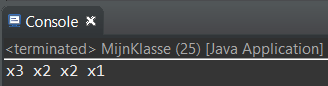 Console
<terminated> MijnKlasse (25) [Java Application]
x3 x2 x2 x1